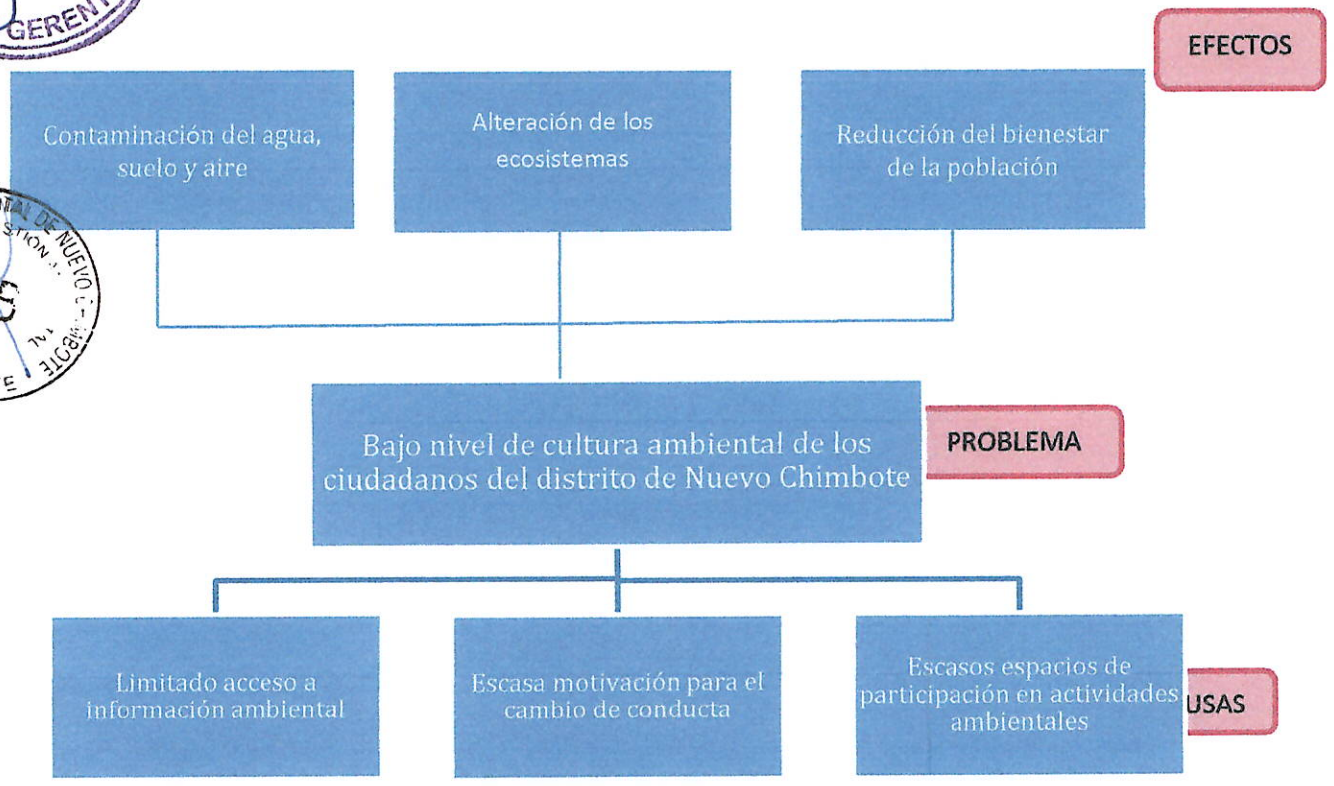 GERENT
EFECTOS
Contaminación del agua,
suelo y aire
Alteración de los
ecosistemas
Reducción del bienestar
de la población
DE NUEVO
Bajo nivel de cultura ambiental de los
ciudadanos del distrito de Nuevo Chimbote
PROBLEMA
Limitado acceso a
información ambiental
Escasa motivación para el
cambio de conducta
Escasos espacios de
participación en actividades
ambientales
USAS